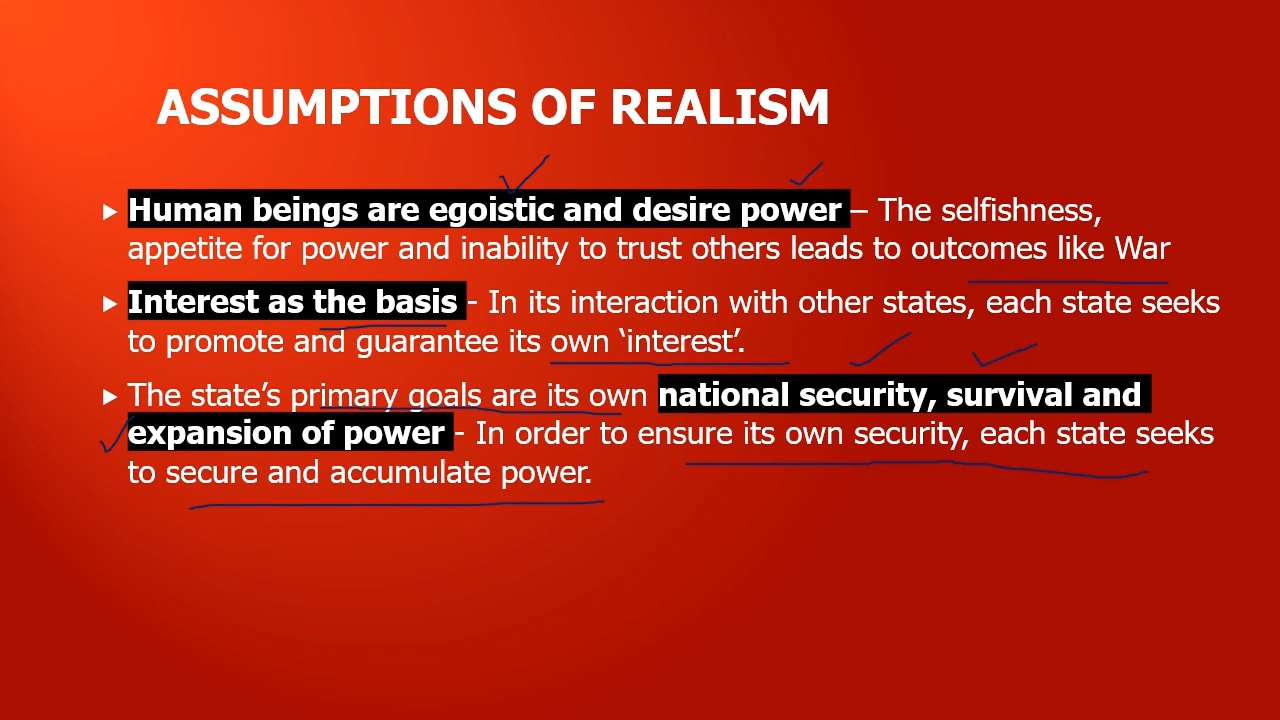 ASSUMPTIONS OF REALISM
Human beings are egoistic and desire power – The selfishness,
appetite for power and inability to trust others leads to outcomes like War
Interest as the basis - In its interaction with other states, each state seeks
to promote and guarantee its own ‘interest’.
The state’s primary goals are its own national security, survival and
expansion of power - In order to ensure its own security, each state seeks
to secure and accumulate power.